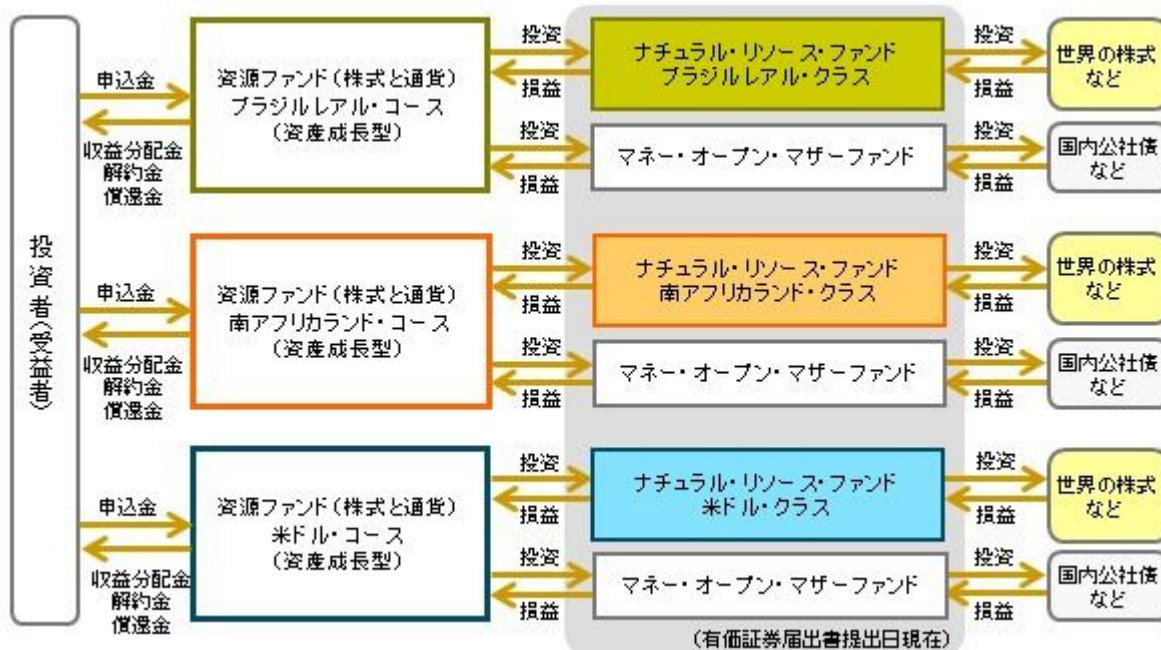 投資者(受益者)
申込金
収益分配金
解約金
償還金
資源ファンド(株式と通貨)
ブラジルレアル・コース
(資産成長型)
投資
損益
投資
損益
ナチュラル・リソース・ファンド
ブラジルレアル・クラス
マネー・オープン・マザーファンド
投資
損益
投資
損益
世界の株式
など
国内公社債
など
申込金
収益分配金
解約金
償還金
資源ファンド(株式と通貨)
南アフリカランド・コース
(資産成長型)
投資
損益
投資
損益
ナチュラル・リソース・ファンド
南アフリカランド・クラス
マネー・オープン・マザーファンド
投資
損益
投資
損益
世界の株式
など
国内公社債
など
申込金
収益分配金
解約金
償還金
資源ファンド(株式と通貨)
米ドル・コース
(資産成長型)
投資
損益
投資
損益
ナチュラル・リソース・ファンド
米ドル・クラス
マネー・オープン・マザーファンド
投資
損益
投資
損益
世界の株式
など
国内公社債
など
(有価証券届出書提出日現在)